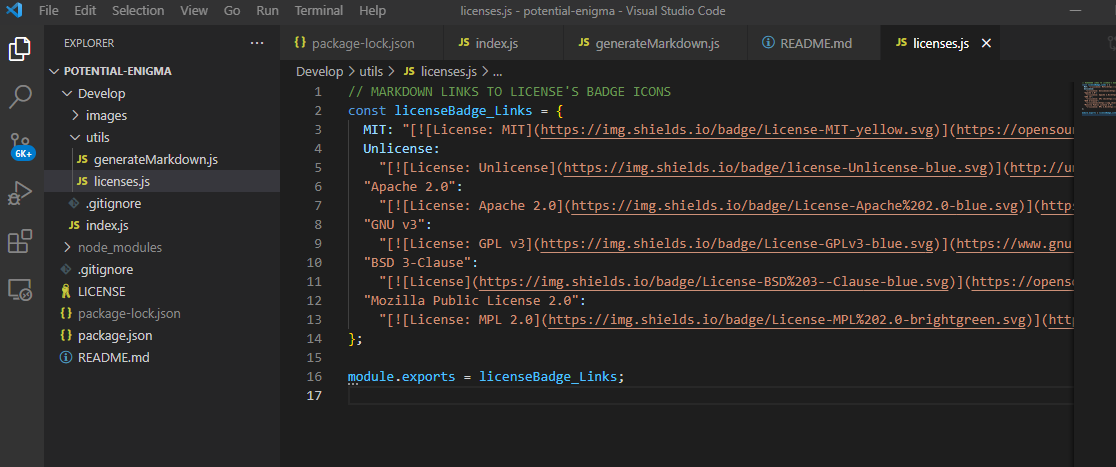 File Edit Selection View Go Run Terminal Help licenses.js - potential-enigma - Visual Studio Code
EXPLORER ···
package-lock.json JS index.js JS generateMarkdown.js README.md JS licenses.js
POTENTIAL-ENIGMA
Develop
images
utils
JS generateMarkdown.js
JS licenses.js
.gitignore
JS index.js
node_modules
.gitignore
LICENSE
package-lock.json
package.json
README.md
6K+
Develop > utils > JS licenses.js > ...
1 // MARKDOWN LINKS TO LICENSE'S BADGE ICONS
2 const licenseBadge_Links = {
3 MIT: "[![License: MIT](https://img.shields.io/badge/License-MIT-yellow.svg)](https://opensour
4 Unlicense:
5 "[![License: Unlicense](https://img.shields.io/badge/license-Unlicense-blue.svg)](http://un
6 "Apache 2.0":
7 "[![License: Apache 2.0](https://img.shields.io/badge/License-Apache%202.0-blue.svg)](https
8 "GNU v3":
9 "[![License: GPL v3](https://img.shields.io/badge/License-GPLv3-blue.svg)](https://www.gnu
10 "BSD 3-Clause":
11 "[![License](https://img.shields.io/badge/License-BSD%203--Clause-blue.svg)](https://openso
12 "Mozilla Public License 2.0":
13 "[![License: MPL 2.0](https://img.shields.io/badge/License-MPL%202.0-brightgreen.svg)](http
14 };
15
16 module.exports = licenseBadge_Links;
17